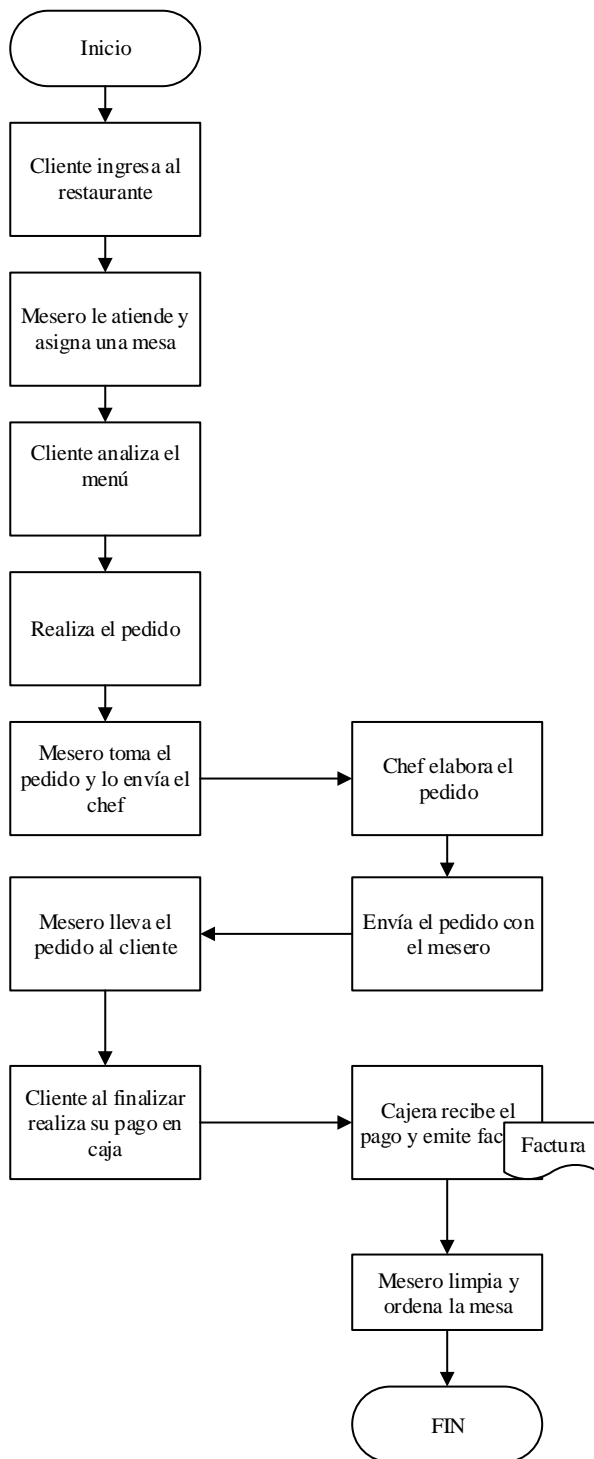 Inicio
Cliente ingresa al
restaurante
Mesero le atiende y
asigna una mesa
Cliente analiza el
menú
Realiza el pedido
Mesero toma el
pedido y lo envía el
chef
Chef elabora el
pedido
Envía el pedido con
el mesero
Mesero lleva el
pedido al cliente
Cliente al finalizar
realiza su pago en
caja
Cajera recibe el
pago y emite
Factura
Mesero limpia y
ordena la mesa
FIN